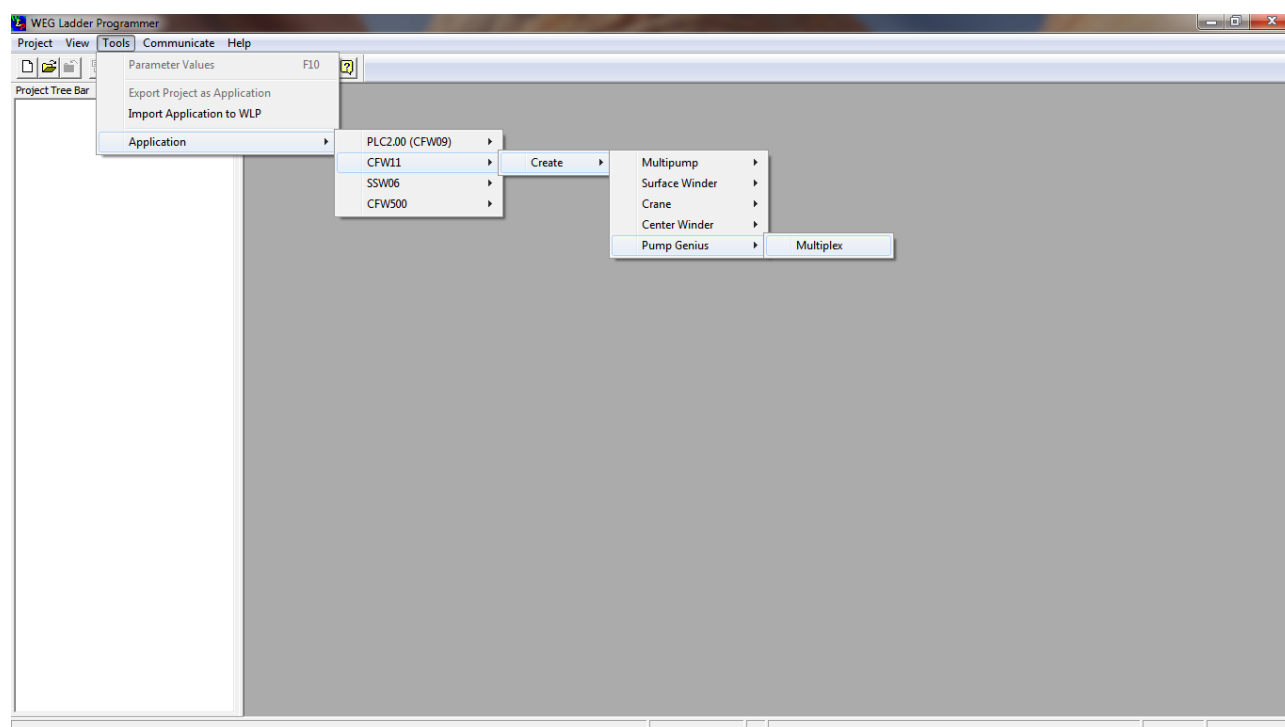 WEG Ladder Programmer
Project View Tools Communicate Help
Parameter Values F10
Project Tree Bar
Export Project as Application
Import Application to WLP
Application
PLC2.00 (CFW09)
CFW11
SSW06
CFW500
Create
Multipump
Surface Winder
Crane
Center Winder
Pump Genius
Multiplex